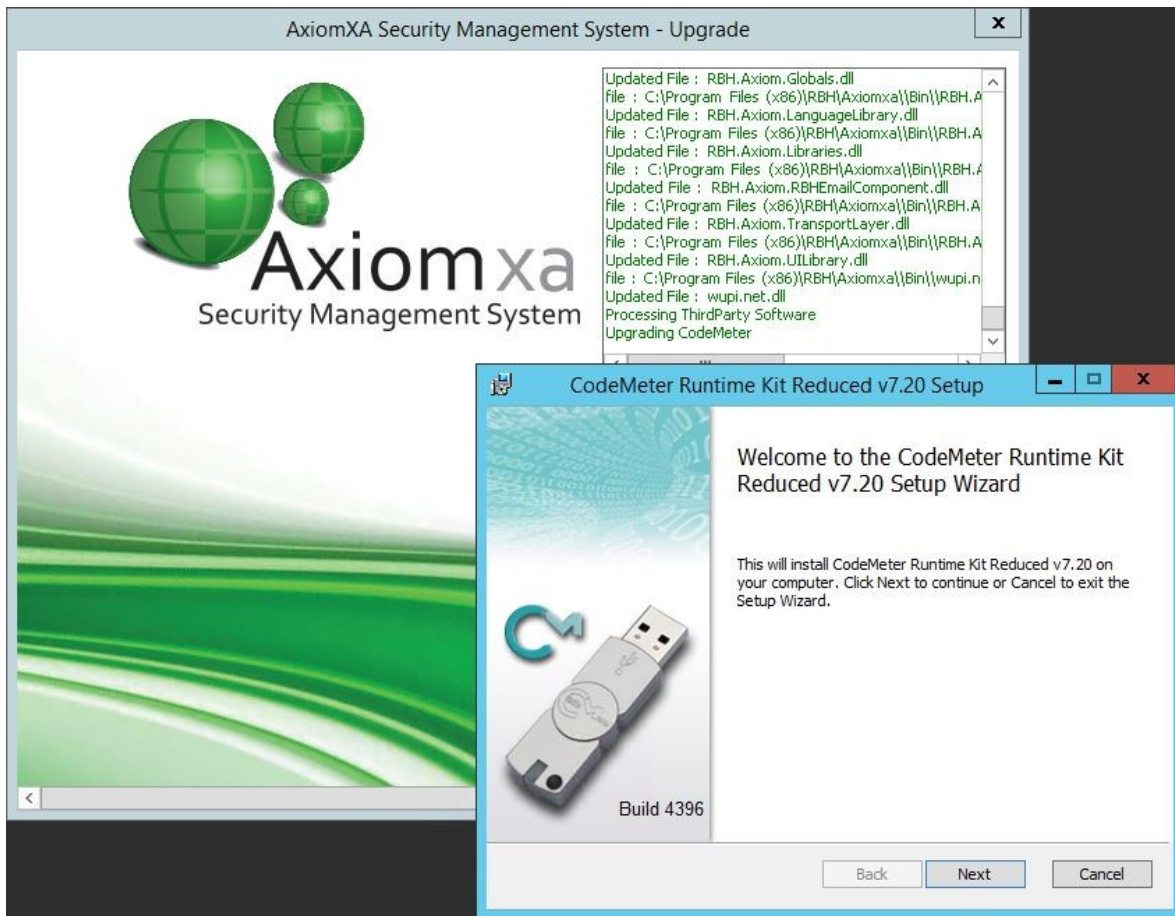 AxiomXA Security Management System - Upgrade
x
Axiom xa
Security Management System
Updated File : RBH.Axiom.Globals.dll
file : C:\Program Files (x86)\RBH\Axiomxa\\Bin\\RBH.A
Updated File : RBH.Axiom.LanguageLibrary.dll
file : C:\Program Files (x86)\RBH\Axiomxa\\Bin\\RBH.A
Updated File : RBH.Axiom.Libraries.dll
file : C:\Program Files (x86)\RBH\Axiomxa\\Bin\\RBH.A
Updated File : RBH.Axiom.RBHEmailComponent.dll
file : C:\Program Files (x86)\RBH\Axiomxa\\Bin\\RBH.A
Updated File : RBH.Axiom.TransportLayer.dll
file : C:\Program Files (x86)\RBH\Axiomxa\\Bin\\RBH.A
Updated File : RBH.Axiom.UILibrary.dll
file : C:\Program Files (x86)\RBH\Axiomxa\\Bin\\wupi.n
Updated File : wupi.net.dll
Processing ThirdParty Software
Upgrading CodeMeter
CodeMeter Runtime Kit Reduced v7.20 Setup
x
Welcome to the CodeMeter Runtime Kit
Reduced v7.20 Setup Wizard
This will install CodeMeter Runtime Kit Reduced v7.20 on
your computer. Click Next to continue or Cancel to exit the
Setup Wizard.
CM
Build 4396
Back
Next
Cancel